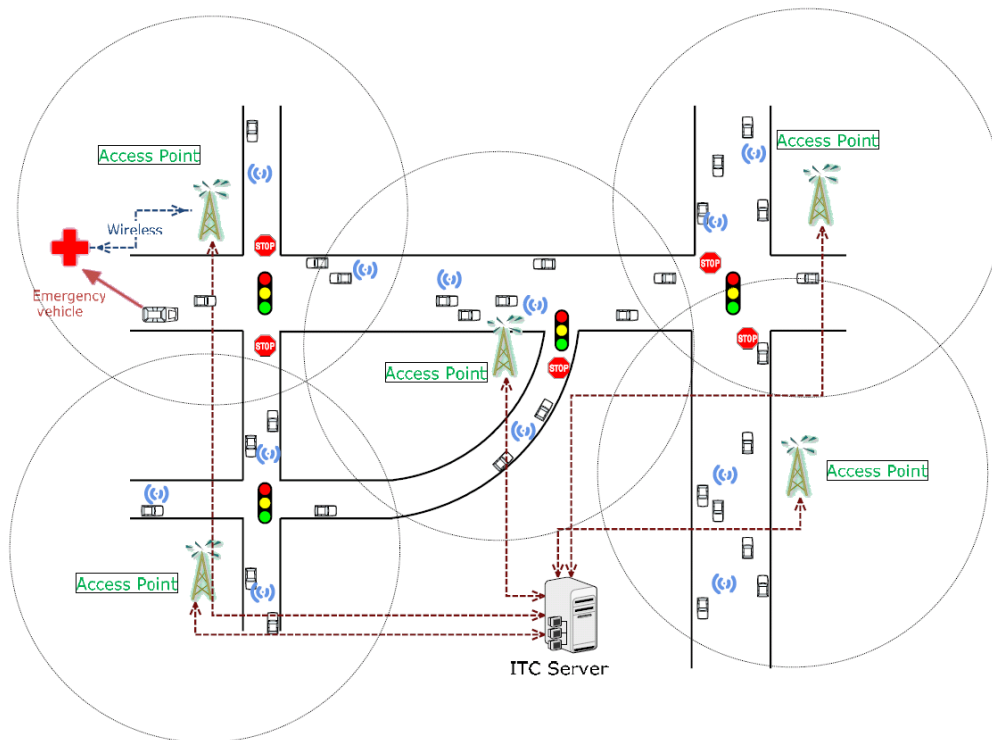 Access Point
Access Point
Wireless
STOP
STOP
Emergency
vehicle
STOP
STOP
Access Point
STOP
Access Point
Access Point
ITC Server